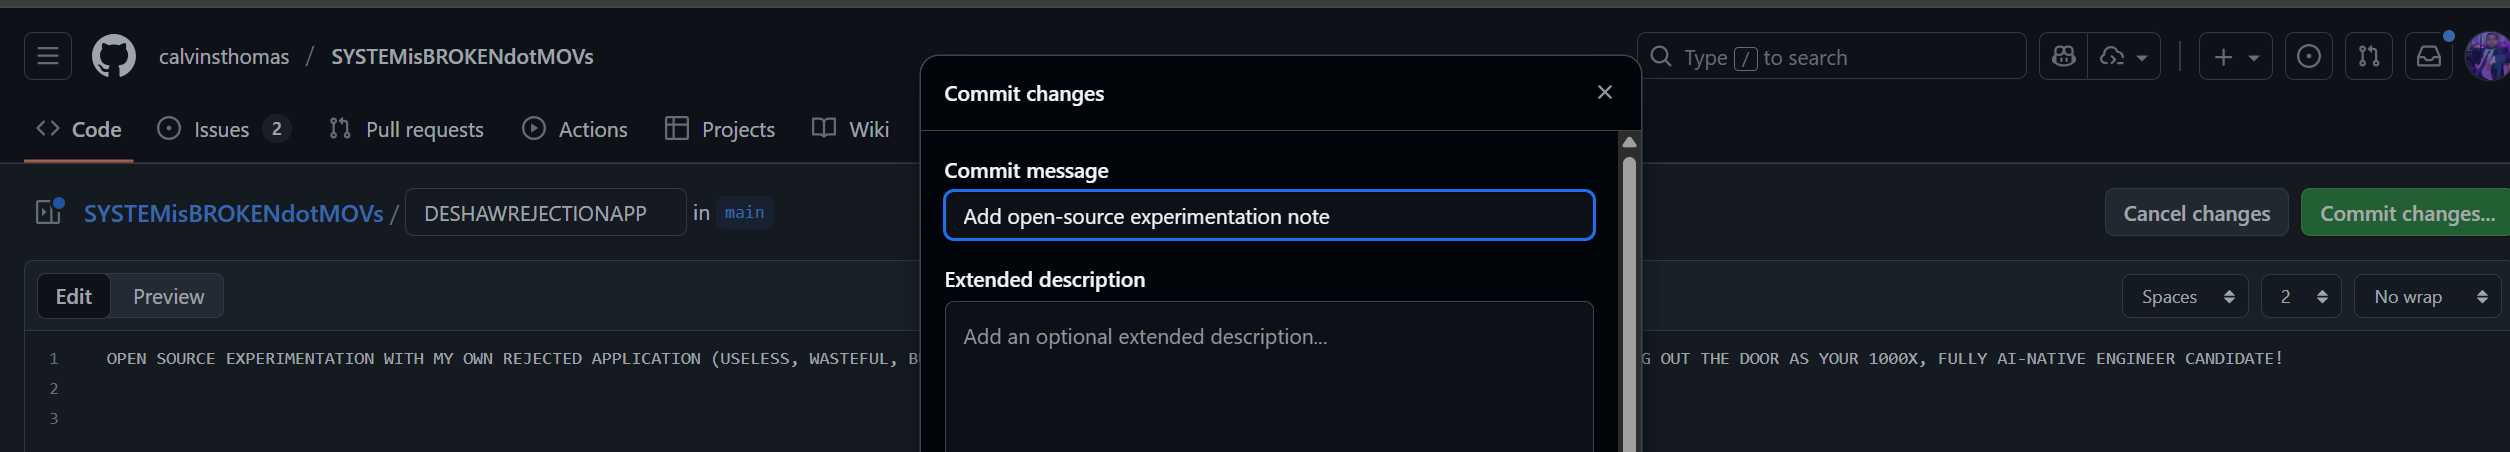 calvinsthomas / SYSTEMisBROKENdotMOVs
Type / to search
Code
Issues 2
Pull requests
Actions
Projects
Wiki
Commit changes
Commit message
Add open-source experimentation note
Extended description
Add an optional extended description...
SYSTEMisBROKENdotMOVs / DESHAWREJECTIONAPP in main
Cancel changes
Commit changes...
Edit
Preview
Spaces
2
No wrap
1 OPEN SOURCE EXPERIMENTATION WITH MY OWN REJECTED APPLICATION (USELESS, WASTEFUL, OUT THE DOOR AS YOUR 1000X, FULLY AI-NATIVE ENGINEER CANDIDATE!
2
3